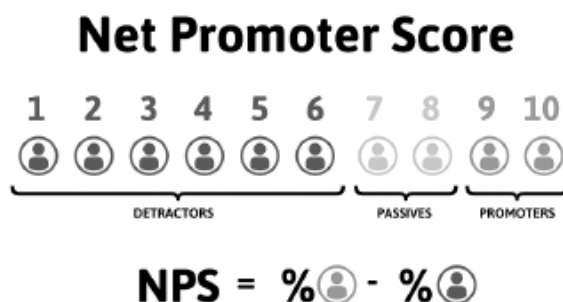 Net Promoter Score
1 2 3 4 5 6 7 8 9 10
DETRACTORS PASSIVES PROMOTERS
NPS = % - %